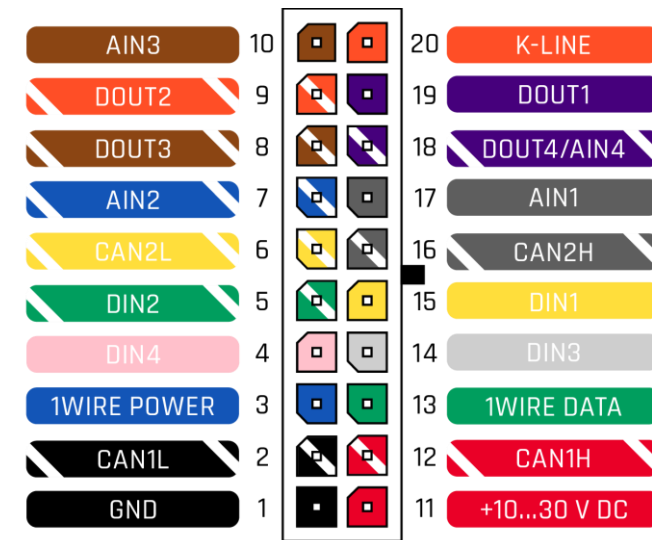 AIN3 10 20 K-LINE
DOUT2 9 19 DOUT1
DOUT3 8 18 DOUT4/AIN4
AIN2 7 17 AIN1
CAN2L 6 16 CAN2H
DIN2 5 15 DIN1
DIN4 4 14 DIN3
1WIRE POWER 3 13 1WIRE DATA
CAN1L 2 12 CAN1H
GND 1 11 +10...30 V DC